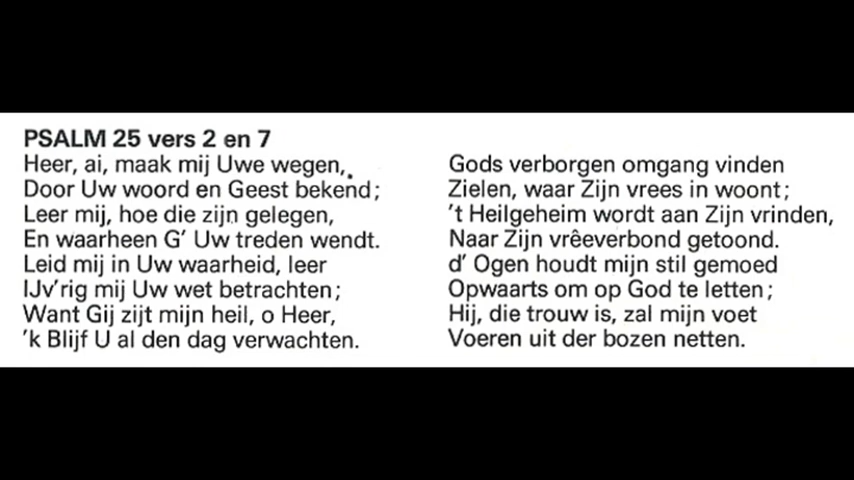 PSALM 25 vers 2 en 7
Heer, ai, maak mij Uwe wegen,
Door Uw woord en Geest bekend;
Leer mij, hoe die zijn gelegen,
En waarheen G' Uw treden wendt.
Leid mij in Uw waarheid, leer
IJv'rig mij Uw wet betrachten;
Want Gij zijt mijn heil, o Heer,
'k Blijf U al den dag verwachten.
Gods verborgen omgang vinden
Zielen, waar Zijn vrees in woont;
't Heilgeheim wordt aan Zijn vrinden,
Naar Zijn vrêeverbond getoond.
d' Ogen houdt mijn stil gemoed
Opwaarts om op God te letten;
Hij, die trouw is, zal mijn voet
Voeren uit der bozen netten.